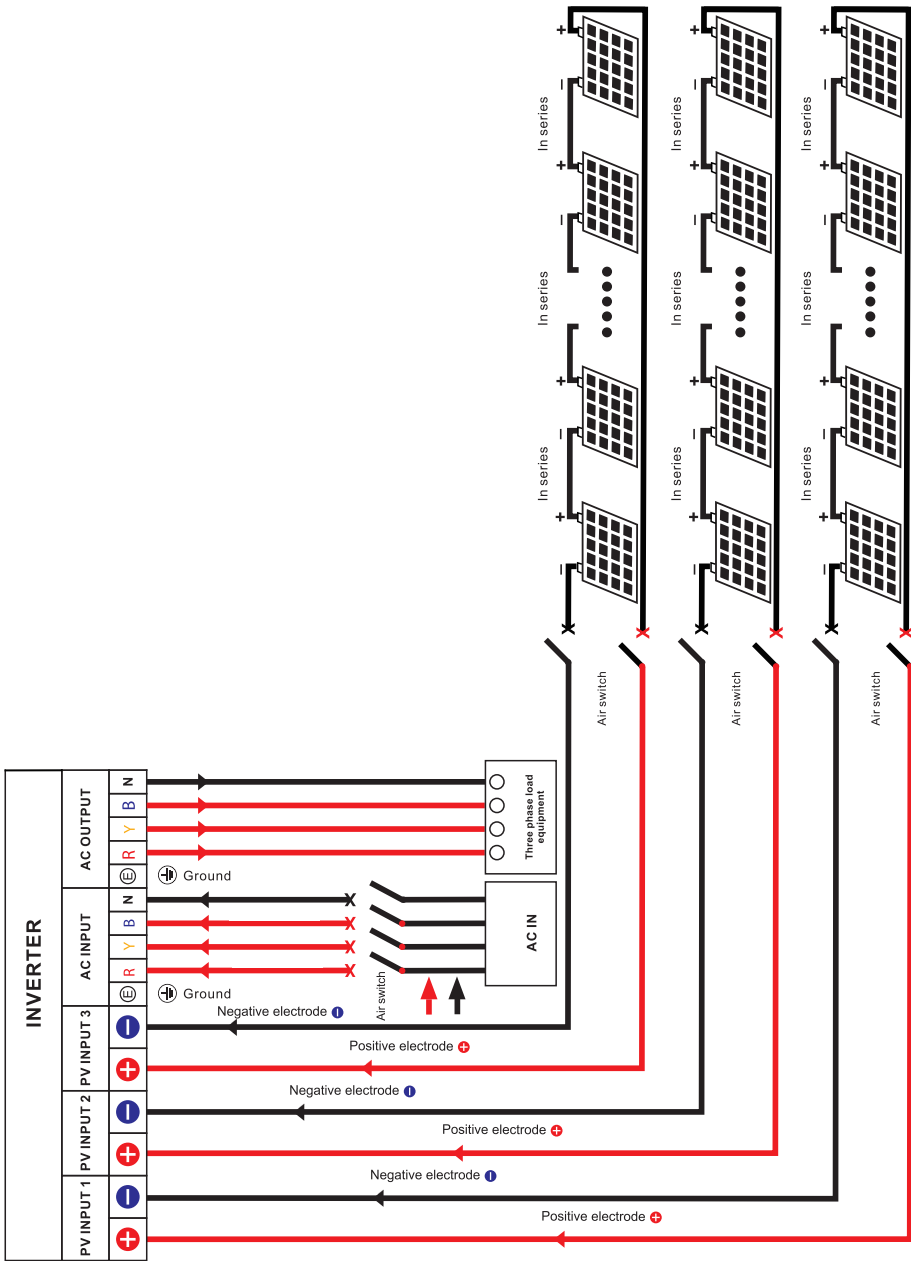 In series
In series
In series
In series
In series
In series
In series
In series
In series
+
−
+
−
+
−
+
−
+
−
+
−
+
−
+
−
+
−
+
−
+
−
+
−
Air switch
Air switch
Air switch
INVERTER
AC OUTPUT
N
B
Y
R
E
Ground
Three phase load
equipment
AC INPUT
N
B
Y
R
E
Ground
Air switch
X
X
X
X
AC IN
PV INPUT 3
−
+
Negative electrode −
Positive electrode +
PV INPUT 2
−
+
Negative electrode −
Positive electrode +
PV INPUT 1
−
+
Negative electrode −
Positive electrode +
X
X
X
X
X
X